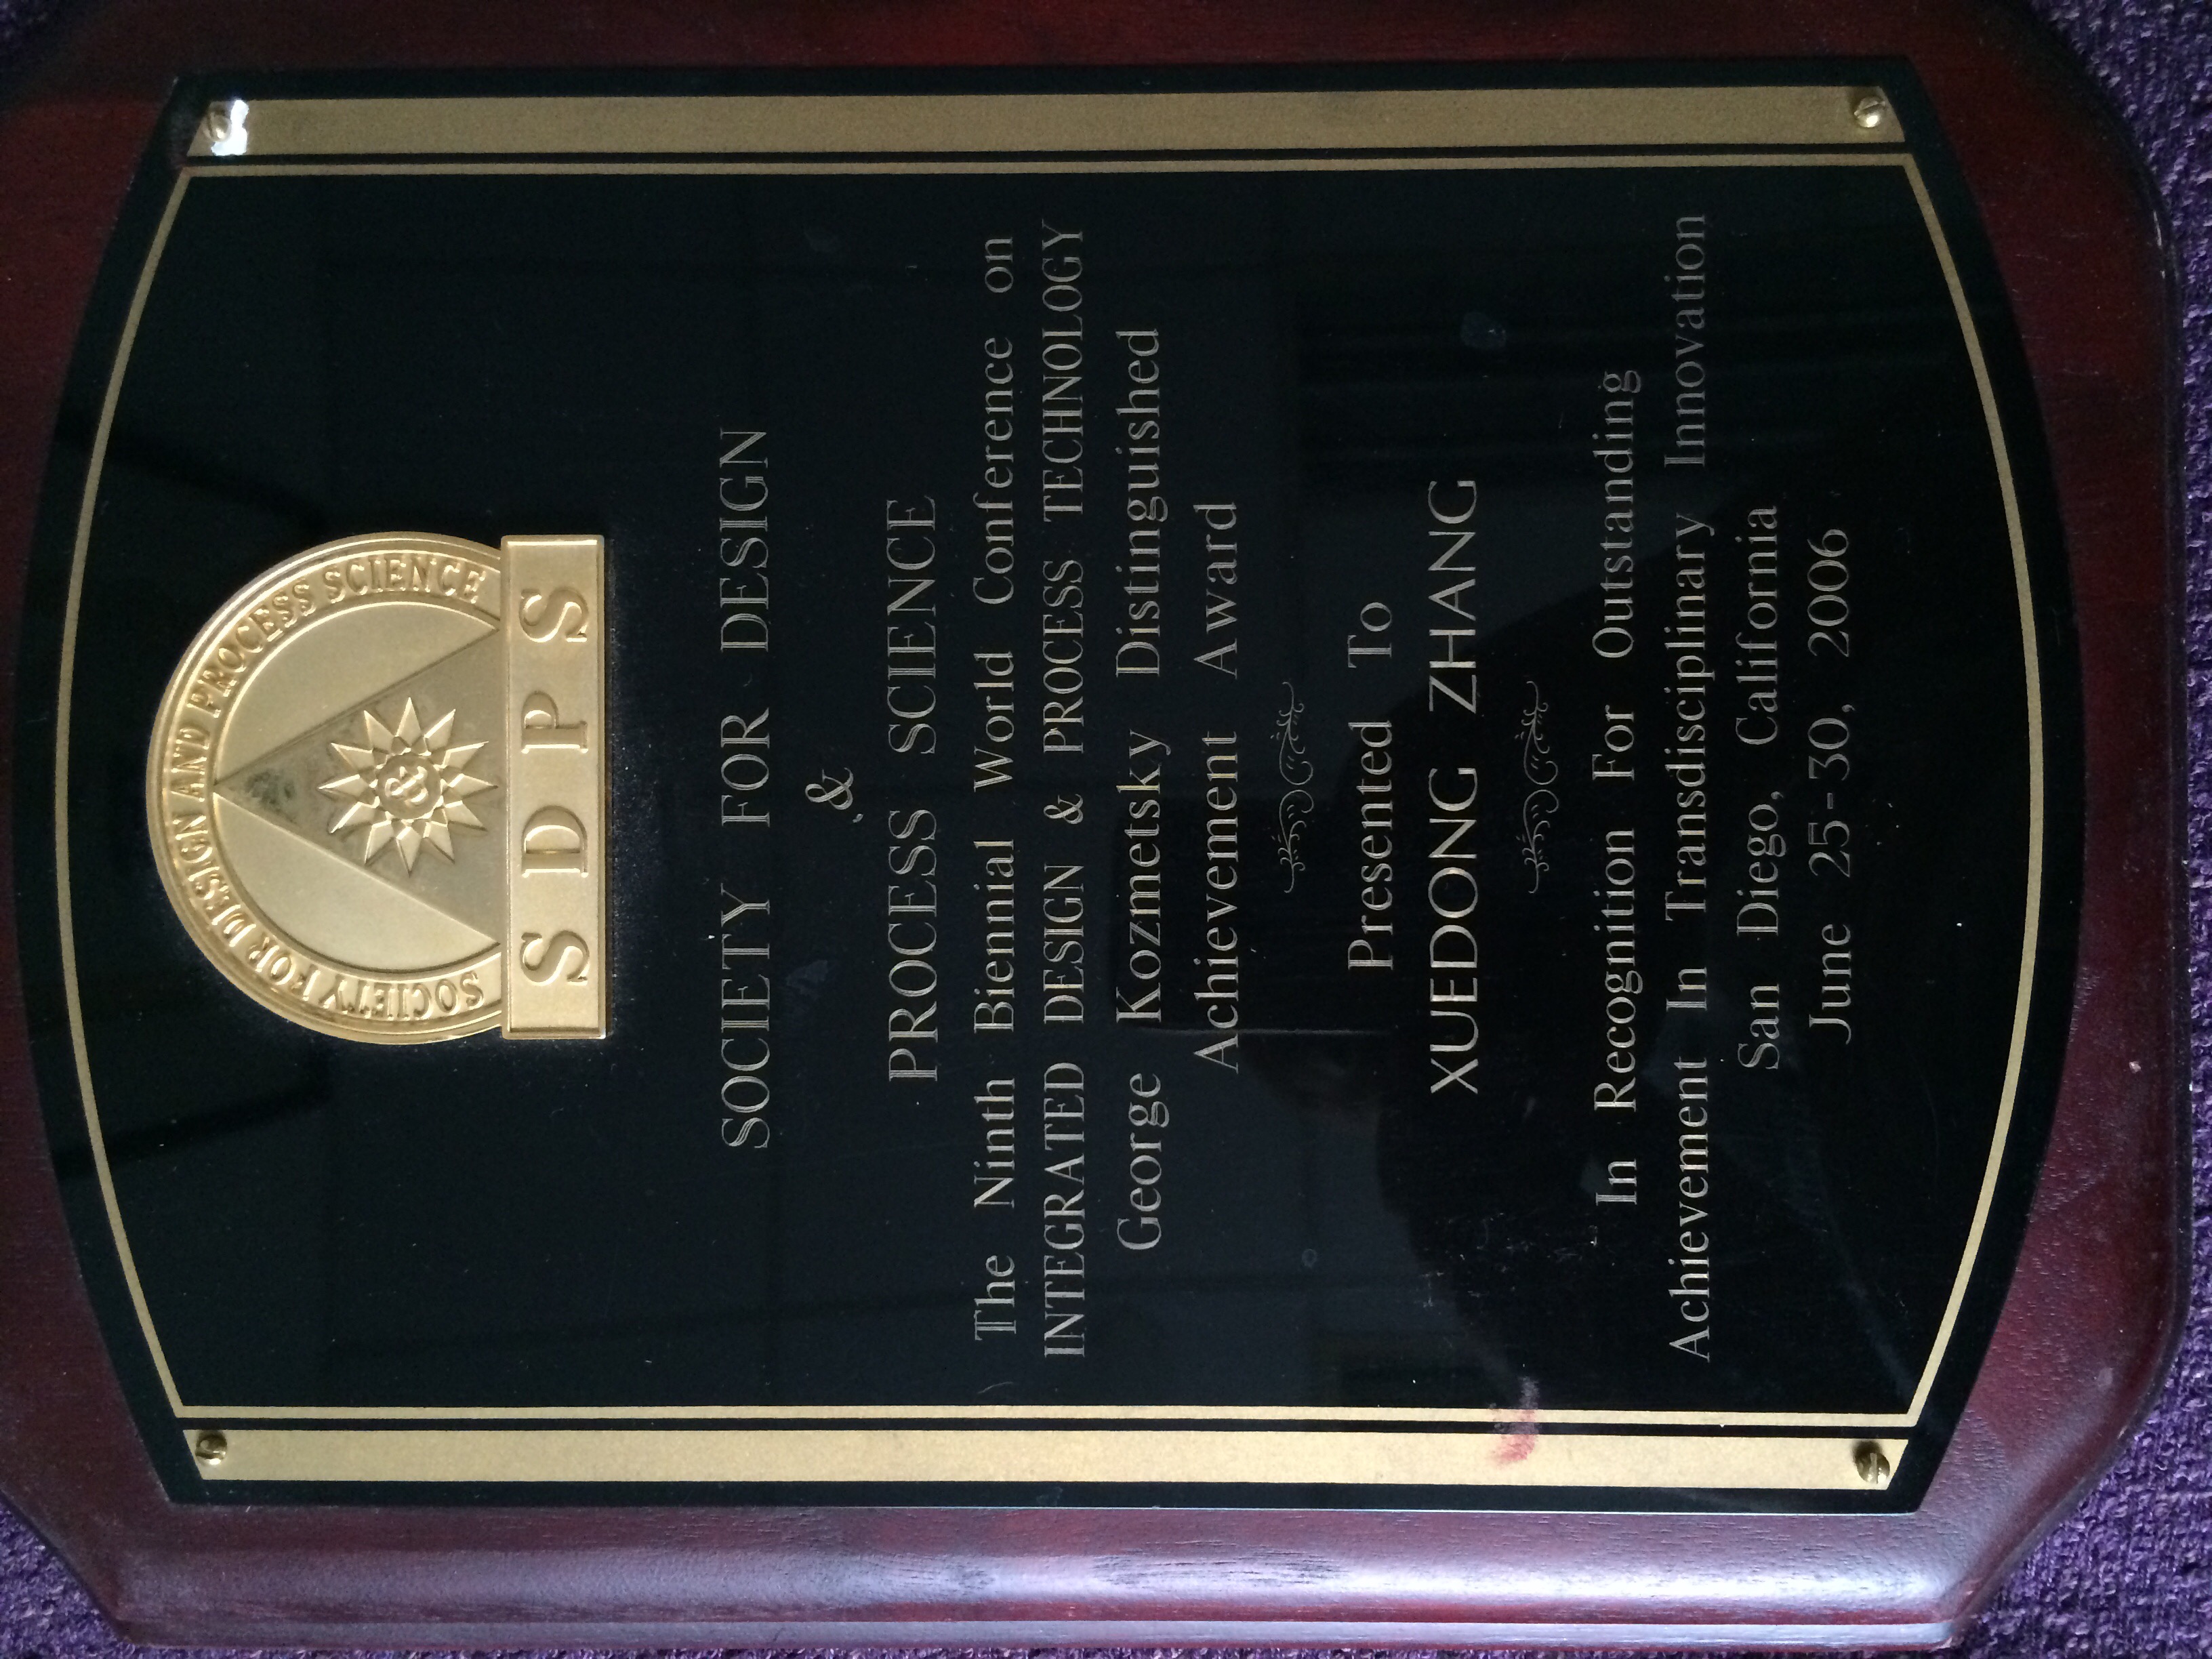 SOCIETY FOR DESIGN AND PROCESS SCIENCE
&
S D P S
SOCIETY FOR DESIGN
&
PROCESS SCIENCE
The Ninth Biennial World Conference on
INTEGRATED DESIGN & PROCESS TECHNOLOGY
George Kozmetsky Distinguished
Achievement Award
Presented To
XUEDONG ZHANG
In Recognition For Outstanding
Achievement In Transdisciplinary Innovation
San Diego, California
June 25-30, 2006